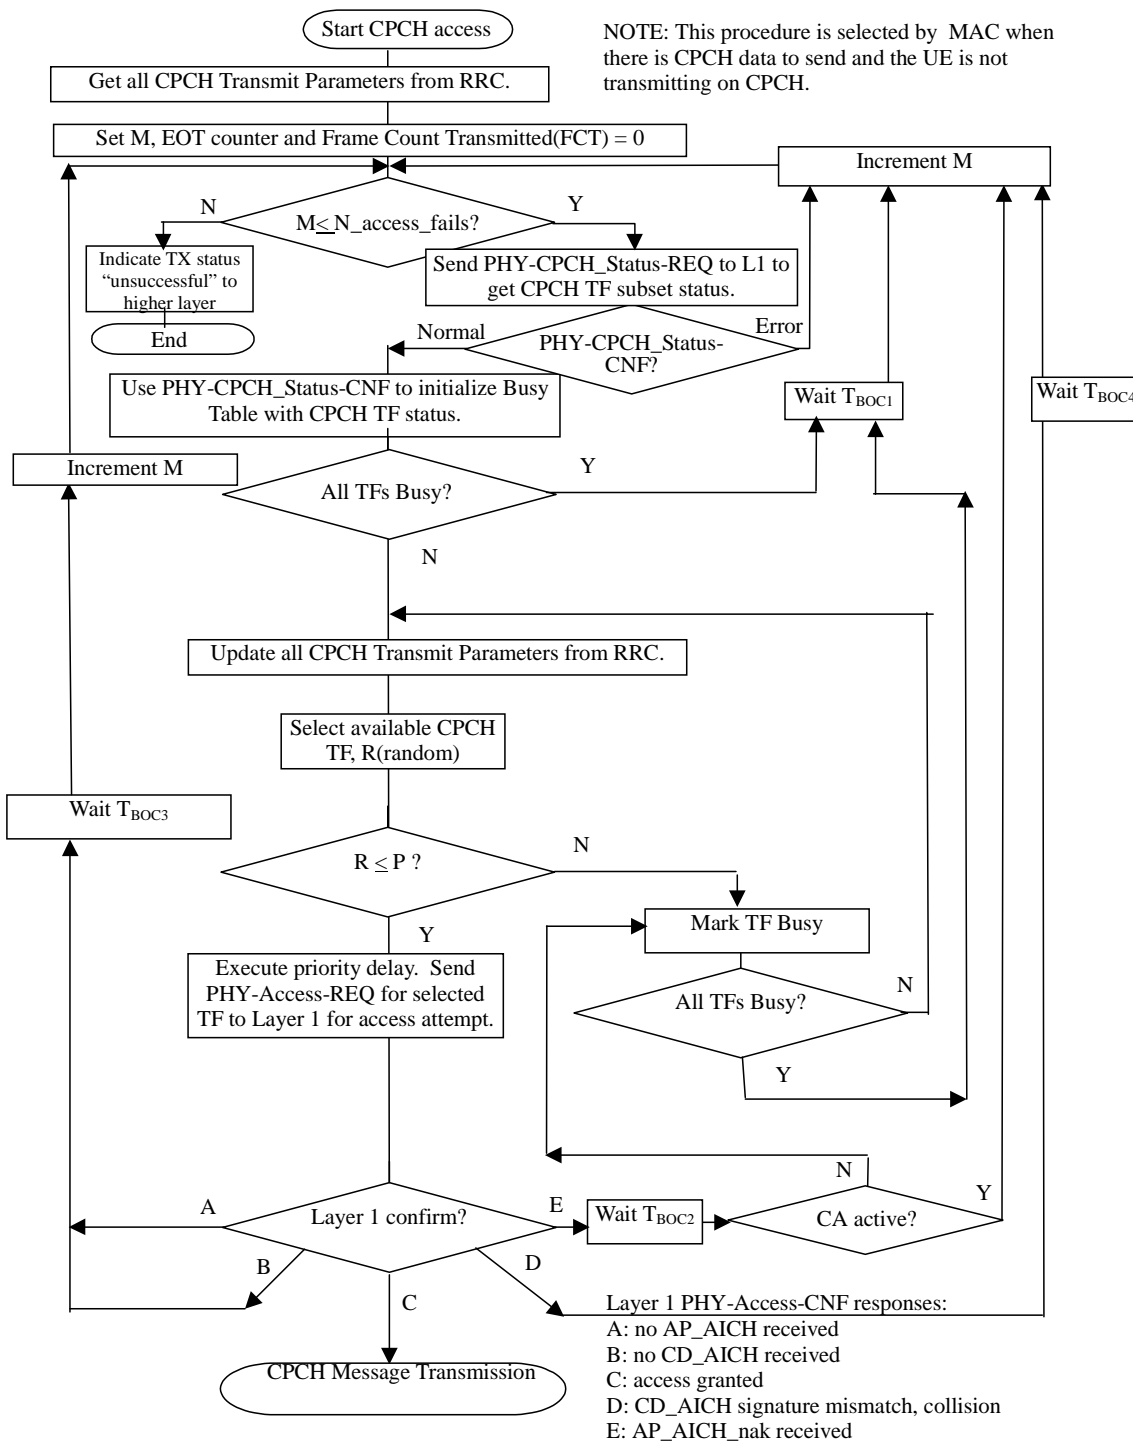 Start CPCH access
NOTE: This procedure is selected by MAC when
there is CPCH data to send and the UE is not
transmitting on CPCH.
Get all CPCH Transmit Parameters from RRC.
Set M, EOT counter and Frame Count Transmitted(FCT) = 0
Increment M
N
M≤ N_access_fails?
Y
Indicate TX status
“unsuccessful” to
higher layer
End
Send PHY-CPCH_Status-REQ to L1 to
get CPCH TF subset status.
Normal
PHY-CPCH_Status-
CNF?
Error
Use PHY-CPCH_Status-CNF to initialize Busy
Table with CPCH TF status.
Wait TBOC1
Wait TBOC4
Increment M
All TFs Busy?
Y
N
Update all CPCH Transmit Parameters from RRC.
Select available CPCH
TF, R(random)
Wait TBOC3
R ≤ P ?
N
Y
Mark TF Busy
Execute priority delay. Send
PHY-Access-REQ for selected
TF to Layer 1 for access attempt.
All TFs Busy?
N
Y
A
Layer 1 confirm?
E
Wait TBOC2
CA active?
N
Y
B
D
C
CPCH Message Transmission
Layer 1 PHY-Access-CNF responses:
A: no AP_AICH received
B: no CD_AICH received
C: access granted
D: CD_AICH signature mismatch, collision
E: AP_AICH_nak received